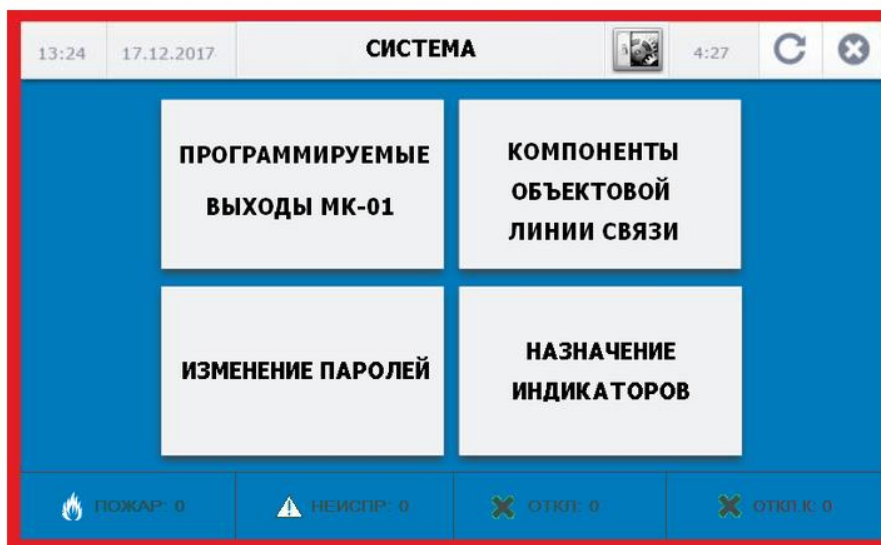 13:24 17.12.2017 СИСТЕМА 4:27
ПРОГРАММИРУЕМЫЕ
ВЫХОДЫ МК-01
КОМПОНЕНТЫ
ОБЪЕКТОВОЙ
ЛИНИИ СВЯЗИ
ИЗМЕНЕНИЕ ПАРОЛЕЙ
НАЗНАЧЕНИЕ
ИНДИКАТОРОВ
ПОЖАР: 0 НЕИСПР: 0 ОТКЛ: 0 ОТКЛ.К: 0